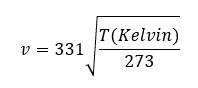 v = 331√(T(Kelvin)/273)